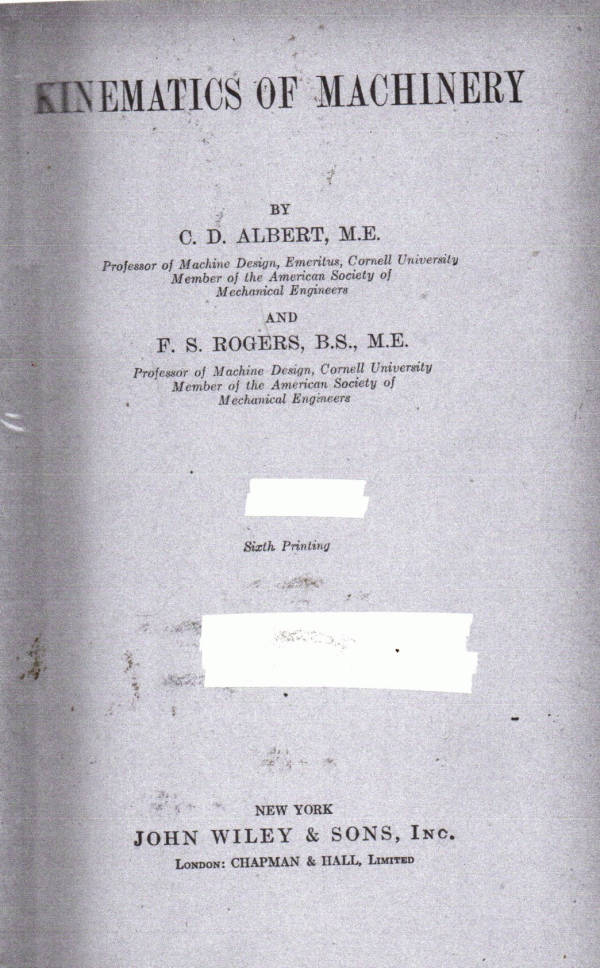 KINEMATICS OF MACHINERY
BY
C. D. ALBERT, M.E.
Professor of Machine Design, Emeritus, Cornell University
Member of the American Society of
Mechanical Engineers
AND
F. S. ROGERS, B.S., M.E.
Professor of Machine Design, Cornell University
Member of the American Society of
Mechanical Engineers
Sixth Printing
NEW YORK
JOHN WILEY & SONS, INC.
LONDON: CHAPMAN & HALL, LIMITED